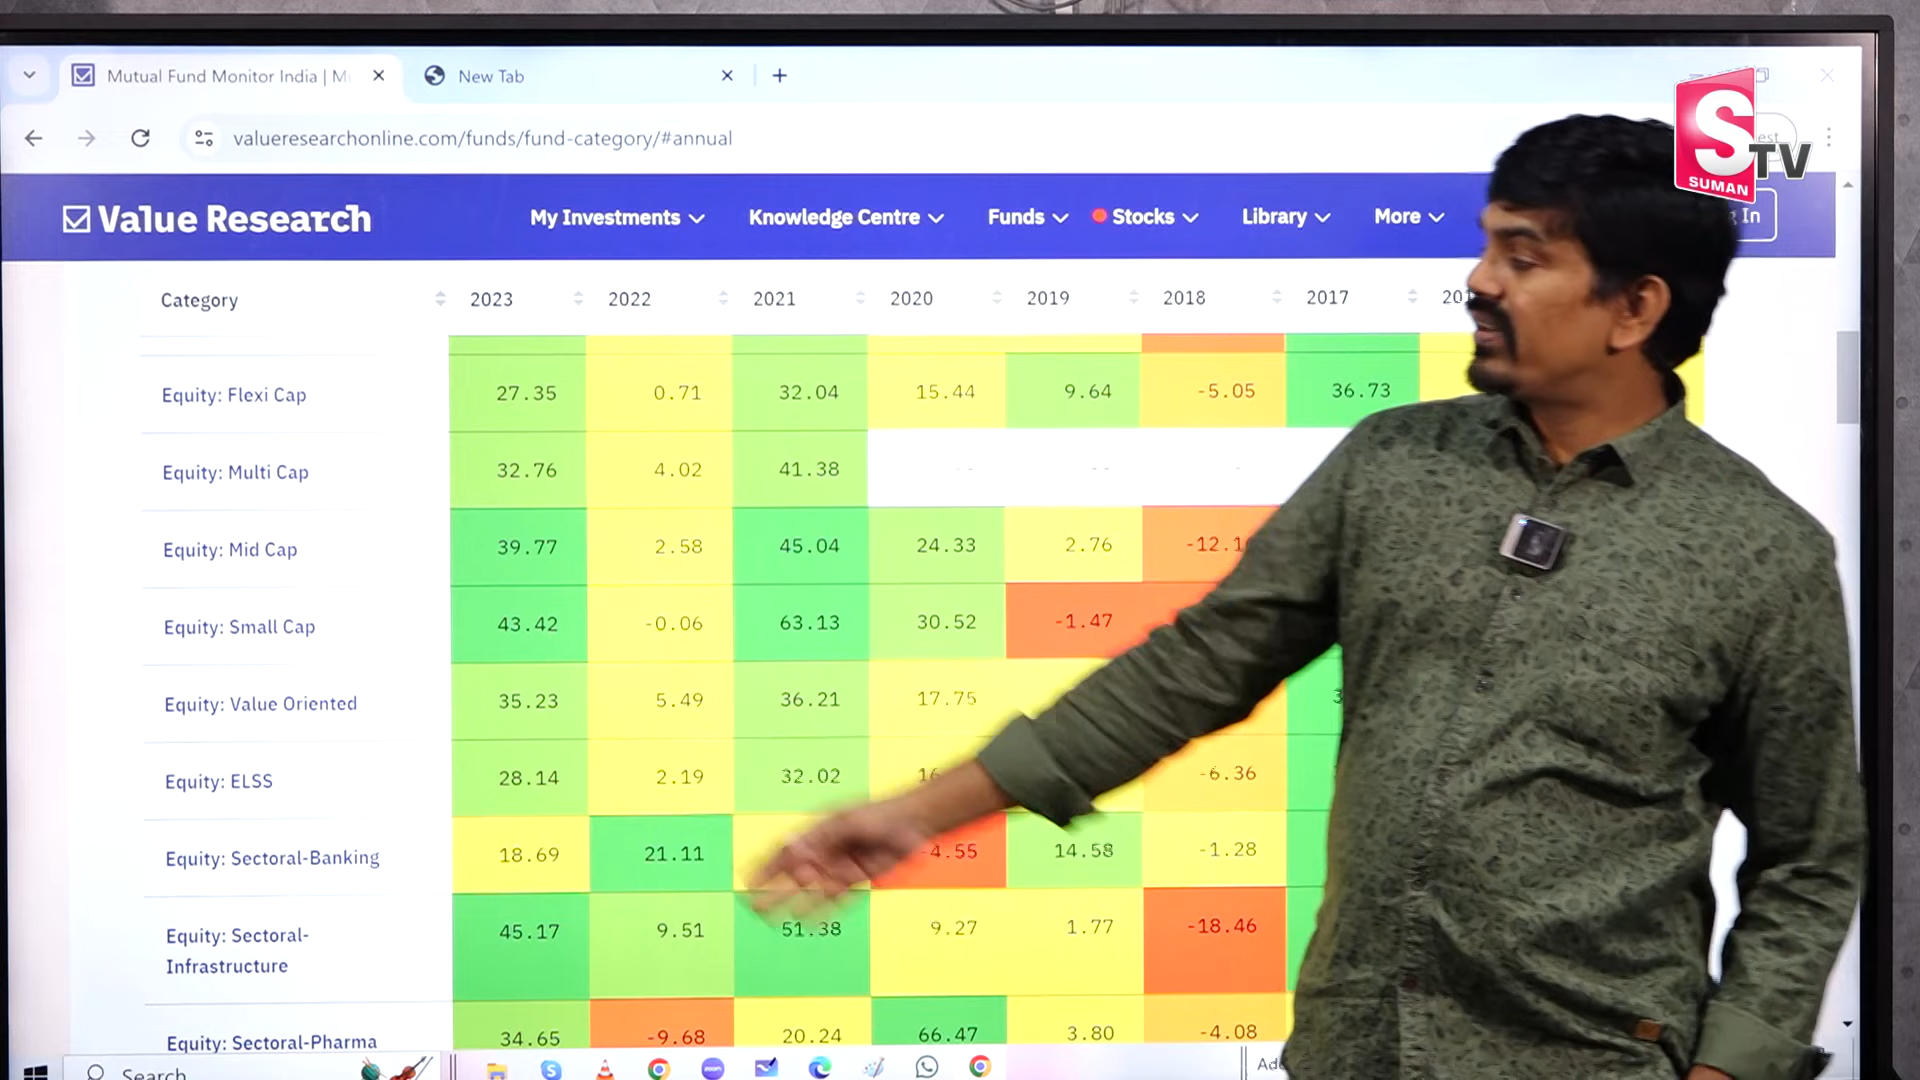 Mutual Fund Monitor India | M
New Tab
valueresearchonline.com/funds/fund-category/#annual
S TV
SUMAN
Value Research
My Investments
Knowledge Centre
Funds
Stocks
Library
More
In
Category 2023 2022 2021 2020 2019 2018 2017
Equity: Flexi Cap 27.35 0.71 32.04 15.44 9.64 -5.05 36.73
Equity: Multi Cap 32.76 4.02 41.38 -- -- -
Equity: Mid Cap 39.77 2.58 45.04 24.33 2.76
Equity: Small Cap 43.42 -0.06 63.13 30.52 -1.47
Equity: Value Oriented 35.23 5.49 36.21 17.75
Equity: ELSS 28.14 2.19 32.02 -6.36
Equity: Sectoral-Banking 18.69 21.11 -4.55 14.58 -1.28
Equity: Sectoral-
Infrastructure 45.17 9.51 51.38 9.27 1.77 -18.46
Equity: Sectoral-Pharma 34.65 -9.68 20.24 66.47 3.80 -4.08
Search
zoom